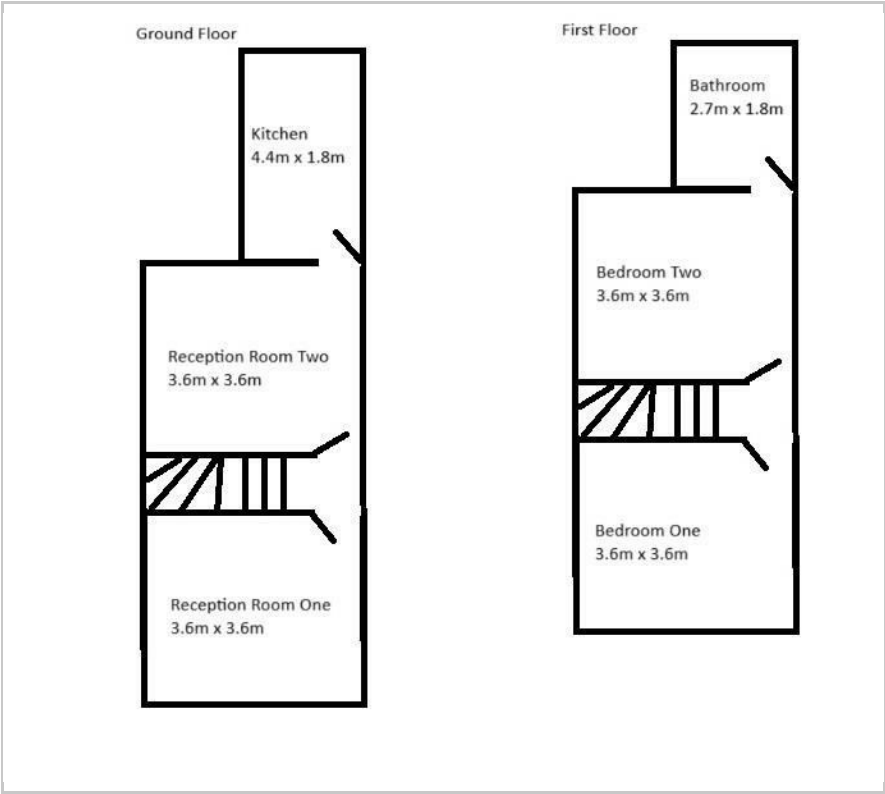 Ground Floor
Kitchen
4.4m x 1.8m
Reception Room Two
3.6m x 3.6m
Reception Room One
3.6m x 3.6m
First Floor
Bathroom
2.7m x 1.8m
Bedroom Two
3.6m x 3.6m
Bedroom One
3.6m x 3.6m